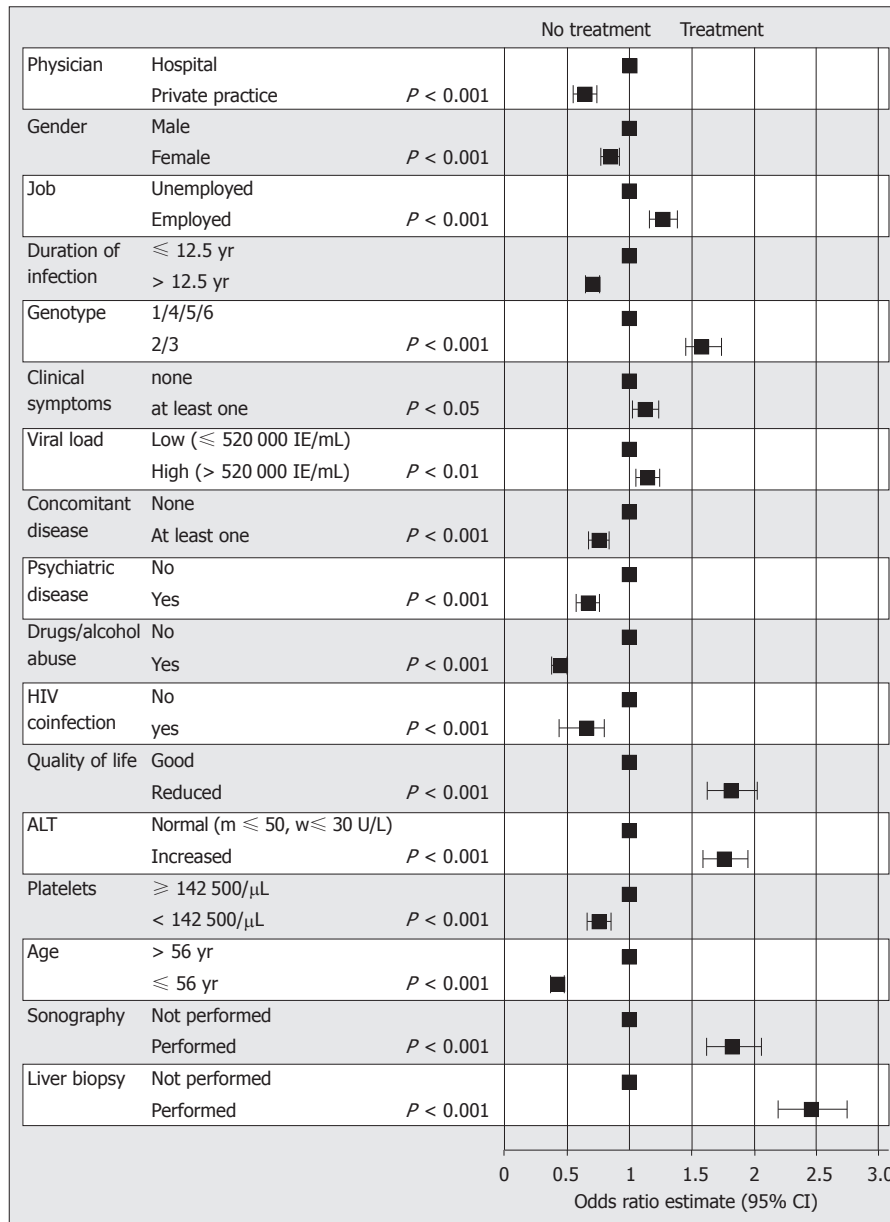 No treatment Treatment
Physician Hospital
Private practice P < 0.001
Gender Male
Female P < 0.001
Job Unemployed
Employed P < 0.001
Duration of ≤ 12.5 yr
infection > 12.5 yr
Genotype 1/4/5/6
2/3 P < 0.001
Clinical none
symptoms at least one P < 0.05
Viral load Low (≤ 520 000 IE/mL)
High (> 520 000 IE/mL) P < 0.01
Concomitant None
disease At least one P < 0.001
Psychiatric No
disease Yes P < 0.001
Drugs/alcohol No
abuse Yes P < 0.001
HIV No
coinfection yes P < 0.001
Quality of life Good
Reduced P < 0.001
ALT Normal (m ≤ 50, w≤ 30 U/L)
Increased P < 0.001
Platelets ≥ 142 500/μL
< 142 500/μL P < 0.001
Age > 56 yr
≤ 56 yr P < 0.001
Sonography Not performed
Performed P < 0.001
Liver biopsy Not performed
Performed P < 0.001
0 0.5 1 1.5 2 2.5 3.0
Odds ratio estimate (95% CI)